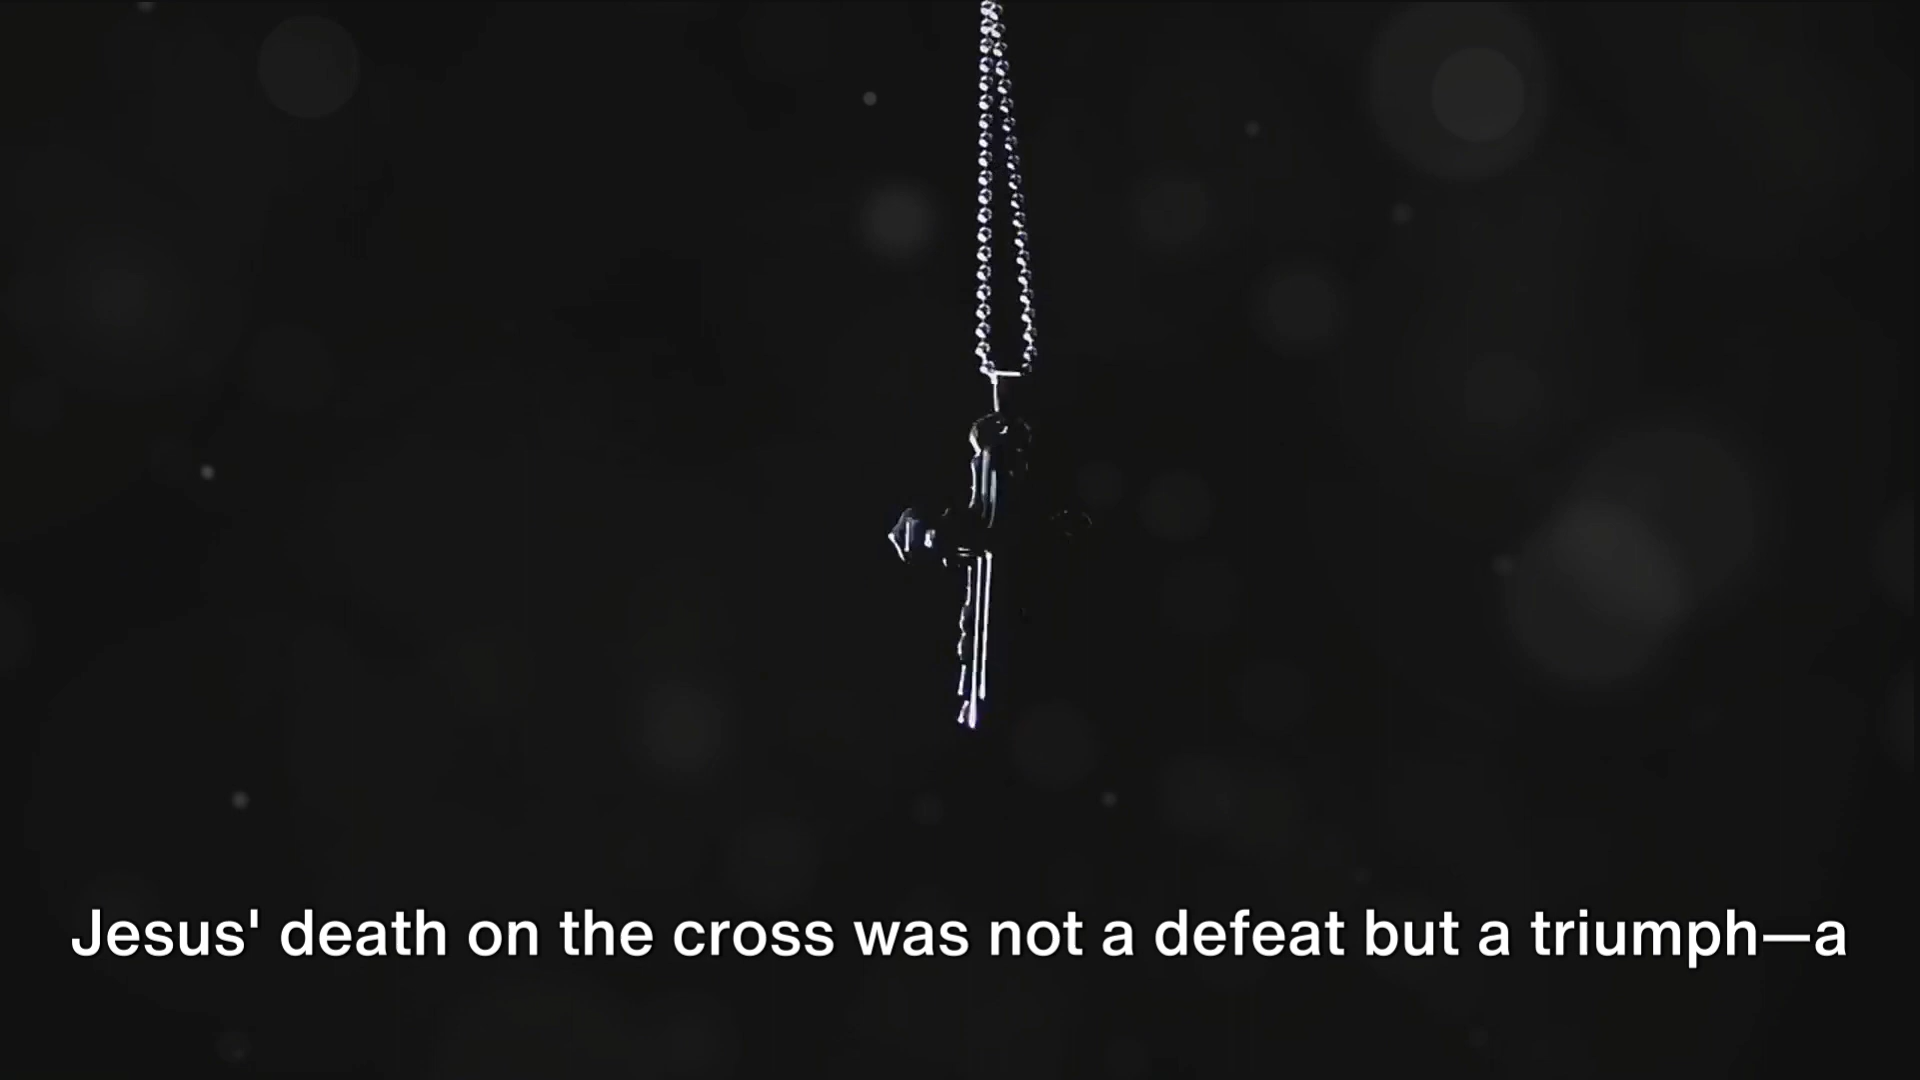 Jesus' death on the cross was not a defeat but a triumph—a